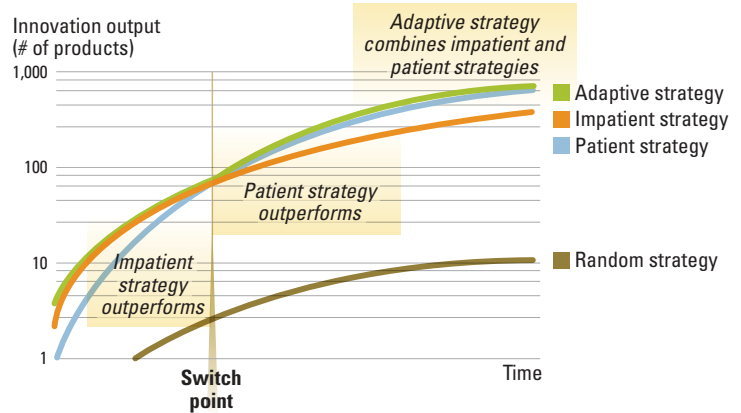 Innovation output
(# of products)
Adaptive strategy
combines impatient and
patient strategies
1,000
100
10
1
Adaptive strategy
Impatient strategy
Patient strategy
Patient strategy
outperforms
Impatient
strategy
outperforms
Random strategy
Switch
point
Time